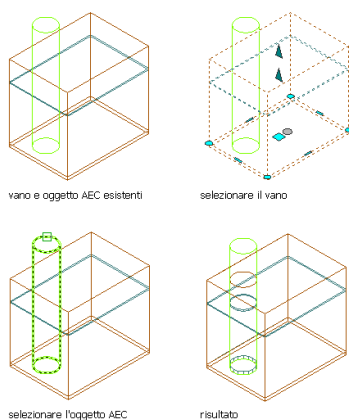 vano e oggetto AEC esistenti
selezionare il vano
selezionare l'oggetto AEC
risultato